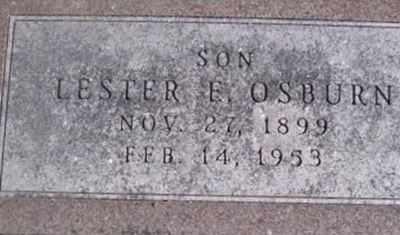 SON
LESTER E. OSBURN
NOV. 27, 1899
FEB. 14, 1953